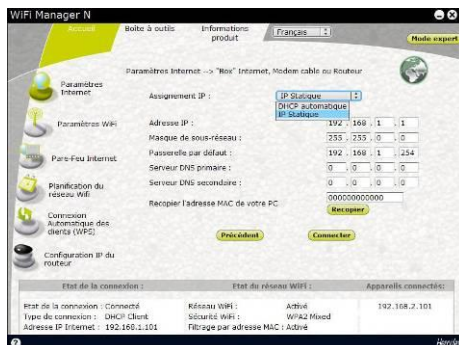 WiFi Manager N
Accueil
Boîte à outils
Informations produit
Français
Mode expert
Paramètres Internet --> "Box" Internet, Modem cable ou Routeur
Paramètres Internet
Paramètres WiFi
Pare-Feu Internet
Planification du réseau Wifi
Connexion Automatique des clients (WPS)
Configuration IP du routeur
Assignement IP :
IP Statique
DHCP automatique
IP Statique
Adresse IP : 192 . 168 . 1 . 1
Masque de sous-réseau : 255 . 255 . 0 . 0
Passerelle par défaut : 192 . 168 . 1 . 254
Serveur DNS primaire : 0 . 0 . 0 . 0
Serveur DNS secondaire : 0 . 0 . 0 . 0
Recopier l'adresse MAC de votre PC 000000000000
Recopier
Précédent
Connecter
Etat de la connexion :
Etat du réseau WiFi :
Appareils connectés:
Etat de la connexion : Connecté
Type de connexion : DHCP Client
Adresse IP Internet : 192.168.1.101
Réseau WiFi : Activé
Sécurité WiFi : WPA2 Mixed
Filtrage par adresse MAC : Activé
192.168.2.101